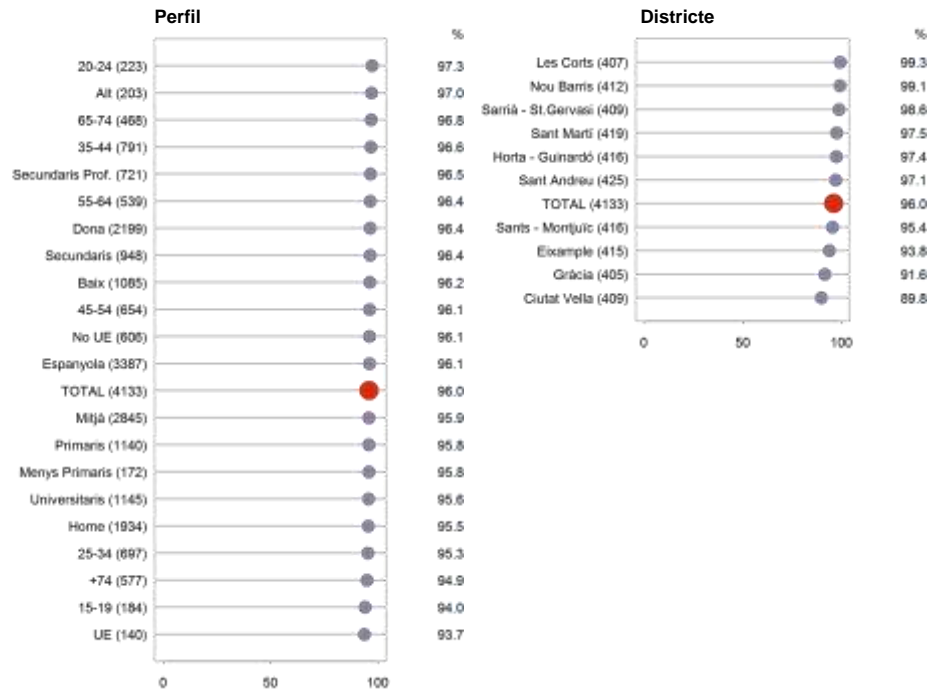 Perfil
%
20-24 (223) 97.3
Alt (203) 97.0
65-74 (468) 96.8
35-44 (791) 96.6
Secundaris Prof. (721) 96.5
55-64 (539) 96.4
Dona (2199) 96.4
Secundaris (948) 96.4
Baix (1085) 96.2
45-54 (654) 96.1
No UE (606) 96.1
Espanyola (3387) 96.1
TOTAL (4133) 96.0
Mitjà (2845) 95.9
Primaris (1140) 95.8
Menys Primaris (172) 95.8
Universitaris (1145) 95.6
Home (1934) 95.5
25-34 (697) 95.3
+74 (577) 94.9
15-19 (184) 94.0
UE (140) 93.7
0 50 100
Districte
%
Les Corts (407) 99.3
Nou Barris (412) 99.1
Sarrià - St.Gervasi (409) 98.6
Sant Martí (419) 97.5
Horta - Guinardó (416) 97.4
Sant Andreu (425) 97.1
TOTAL (4133) 96.0
Sants - Montjuïc (416) 95.4
Eixample (415) 93.8
Gràcia (405) 91.6
Ciutat Vella (409) 89.8
0 50 100